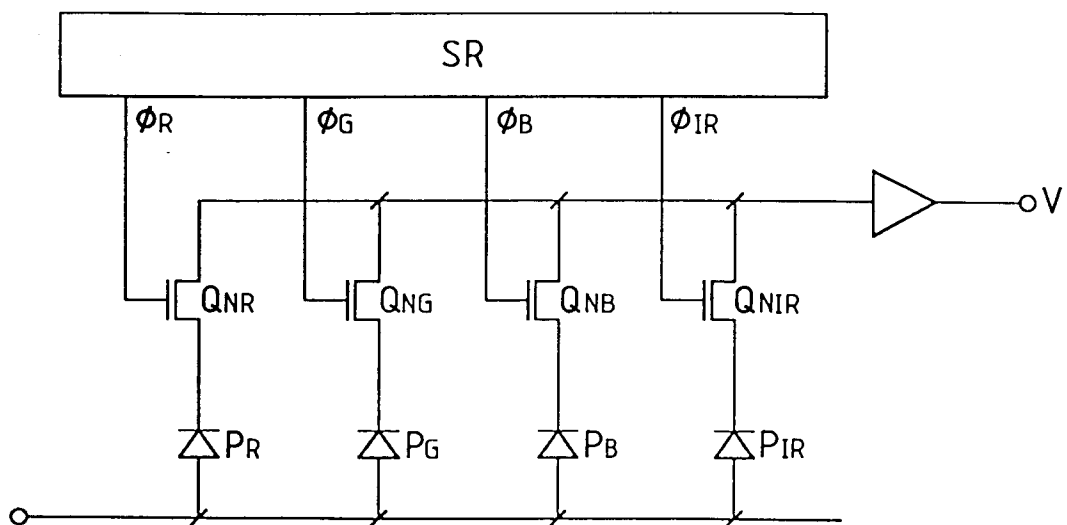 SR
ϕR ϕG ϕB ϕIR
V
QNR QNG QNB QNIR
PR PG PB PIR